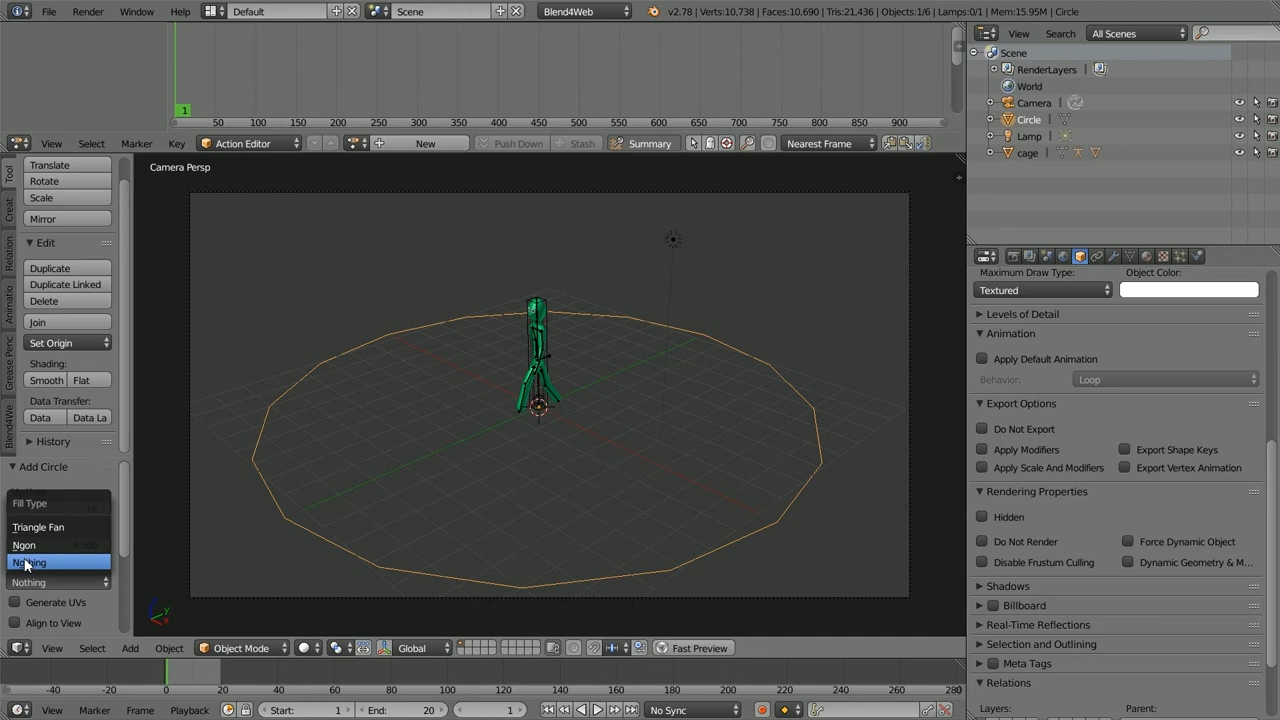 File Render Window Help Default Scene Blend4Web v2.78 | Verts:10,738 | Faces:10,690 | Tris:21,436 | Objects:1/6 | Lamps:0/1 | Mem:15.95M | Circle
View Search All Scenes
Scene
RenderLayers
World
Camera
Circle
Lamp
cage
1
50 100 150 200 250 300 350 400 450 500 550 600 650 700 750 800 850 900
View Select Marker Key Action Editor New Push Down Stash Summary Nearest Frame
Tool
Creat
Relation
Animatio
Grease Penc
Blend4We
Translate
Rotate
Scale
Mirror
Edit
Duplicate
Duplicate Linked
Delete
Join
Set Origin
Shading:
Smooth Flat
Data Transfer:
Data Data La
History
Add Circle
Fill Type
Triangle Fan
Ngon
Nothing
Nothing
Generate UVs
Align to View
Camera Persp
View Select Add Object Object Mode Global Fast Preview
Maximum Draw Type: Object Color:
Textured
Levels of Detail
Animation
Apply Default Animation
Behavior: Loop
Export Options
Do Not Export
Apply Modifiers Export Shape Keys
Apply Scale And Modifiers Export Vertex Animation
Rendering Properties
Hidden
Do Not Render Force Dynamic Object
Disable Frustum Culling Dynamic Geometry & M...
Shadows
Billboard
Real-Time Reflections
Selection and Outlining
Meta Tags
Relations
Layers: Parent:
-40 -20 0 20 40 60 80 100 120 140 160 180 200 220 240 260 280
View Marker Frame Playback Start: 1 End: 20 1 No Sync